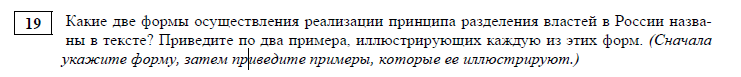 19 Какие две формы осуществления реализации принципа разделения властей в России назва-
ны в тексте? Приведите по два примера, иллюстрирующих каждую из этих форм. (Сначала
укажите форму, затем приведите примеры, которые ее иллюстрируют.)